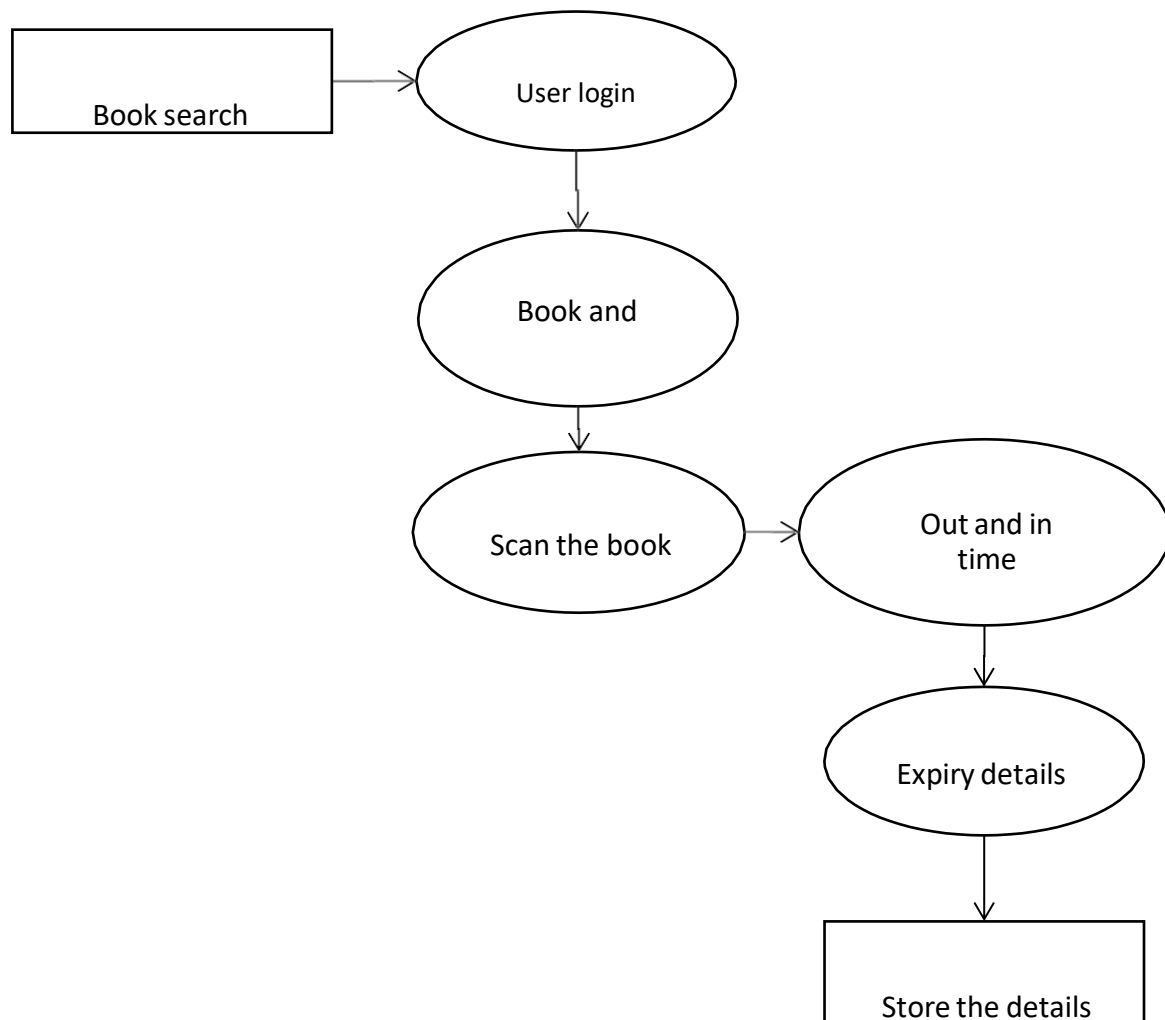 Book search
User login
Book and
Scan the book
Out and in
time
Expiry details
Store the details